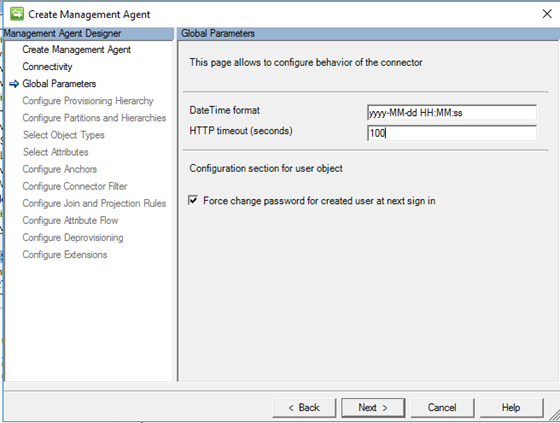 Create Management Agent
Management Agent Designer
Create Management Agent
Connectivity
Global Parameters
Configure Provisioning Hierarchy
Configure Partitions and Hierarchies
Select Object Types
Select Attributes
Configure Anchors
Configure Connector Filter
Configure Join and Projection Rules
Configure Attribute Flow
Configure Deprovisioning
Configure Extensions
Global Parameters
This page allows to configure behavior of the connector
DateTime format yyyy-MM-dd HH:MM:ss
HTTP timeout (seconds) 100
Configuration section for user object
Force change password for created user at next sign in
< Back Next > Cancel Help